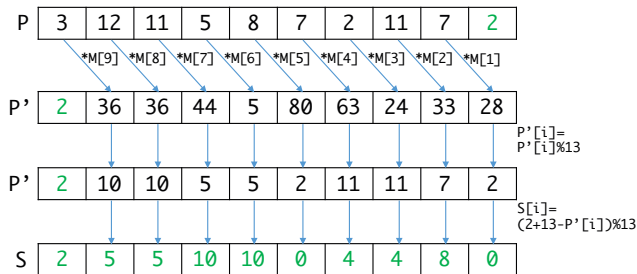 P 3 12 11 5 8 7 2 11 7 2
*M[9] *M[8] *M[7] *M[6] *M[5] *M[4] *M[3] *M[2] *M[1]
P' 2 36 36 44 5 80 63 24 33 28
P'[i]=
P'[i]%13
P' 2 10 10 5 5 2 11 11 7 2
S[i]=
(2+13-P'[i])%13
S 2 5 5 10 10 0 4 4 8 0